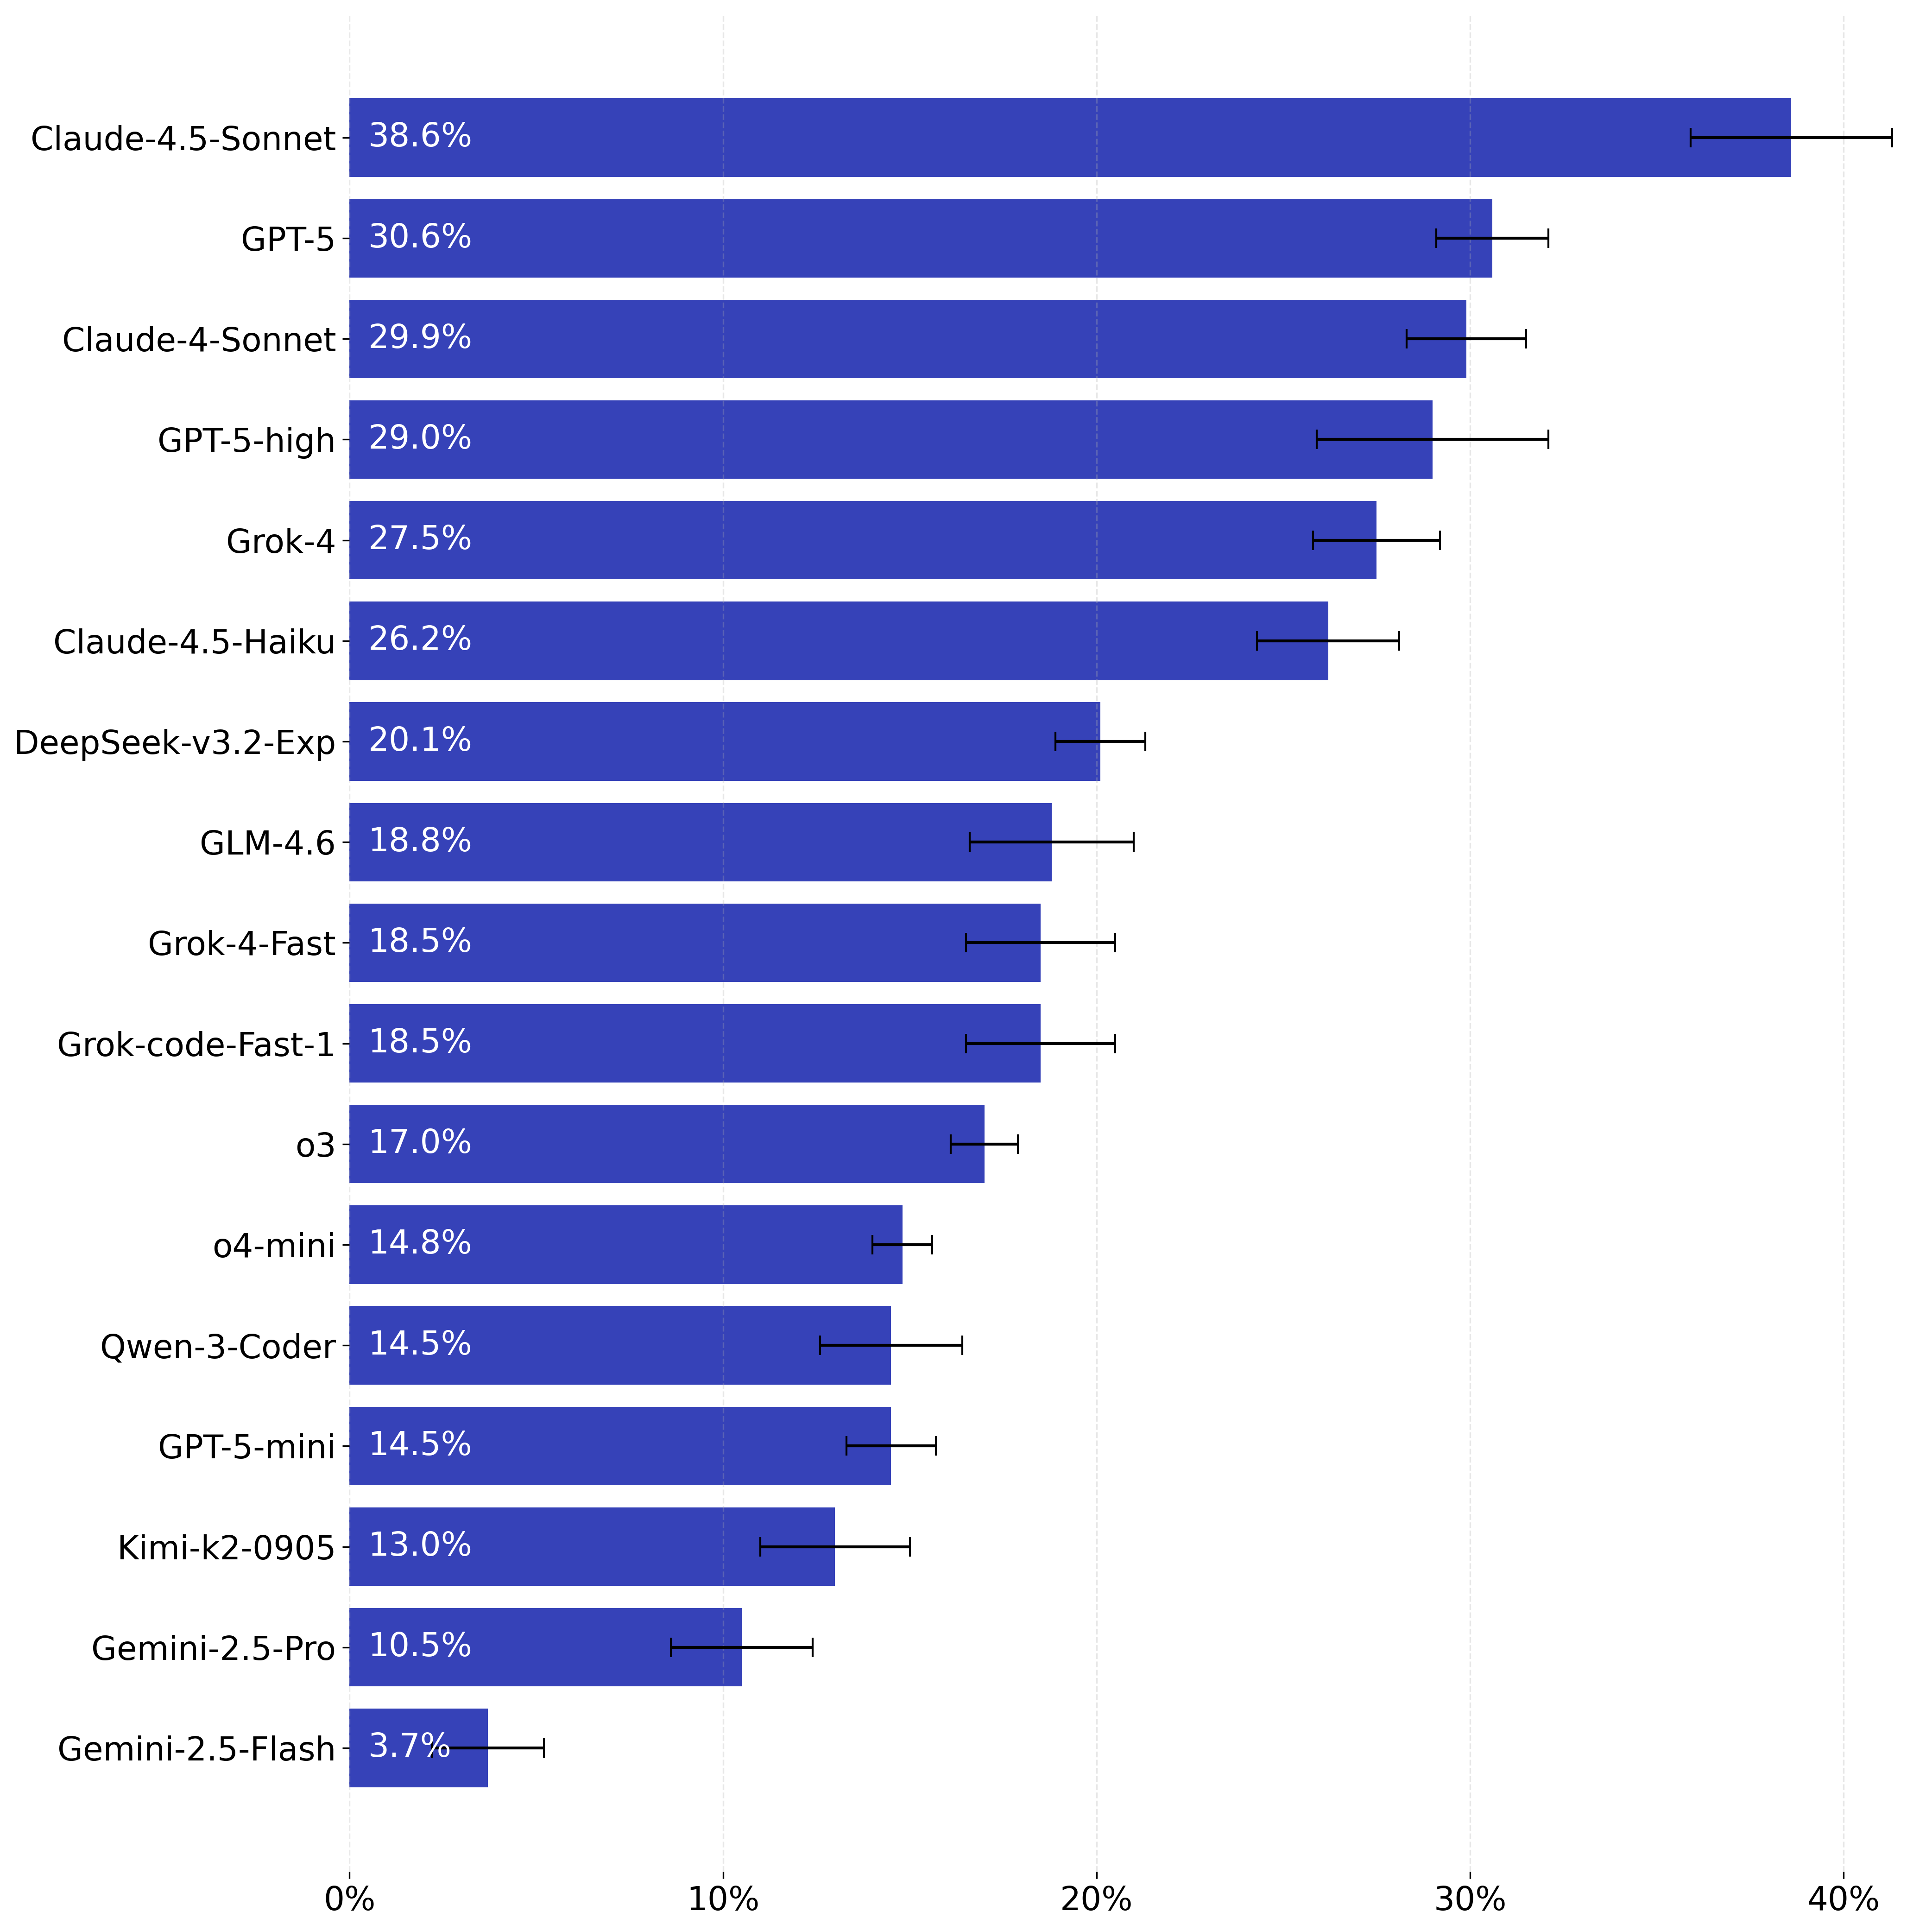 Claude-4.5-Sonnet 38.6%
GPT-5 30.6%
Claude-4-Sonnet 29.9%
GPT-5-high 29.0%
Grok-4 27.5%
Claude-4.5-Haiku 26.2%
DeepSeek-v3.2-Exp 20.1%
GLM-4.6 18.8%
Grok-4-Fast 18.5%
Grok-code-Fast-1 18.5%
o3 17.0%
o4-mini 14.8%
Qwen-3-Coder 14.5%
GPT-5-mini 14.5%
Kimi-k2-0905 13.0%
Gemini-2.5-Pro 10.5%
Gemini-2.5-Flash 3.7%
0% 10% 20% 30% 40%